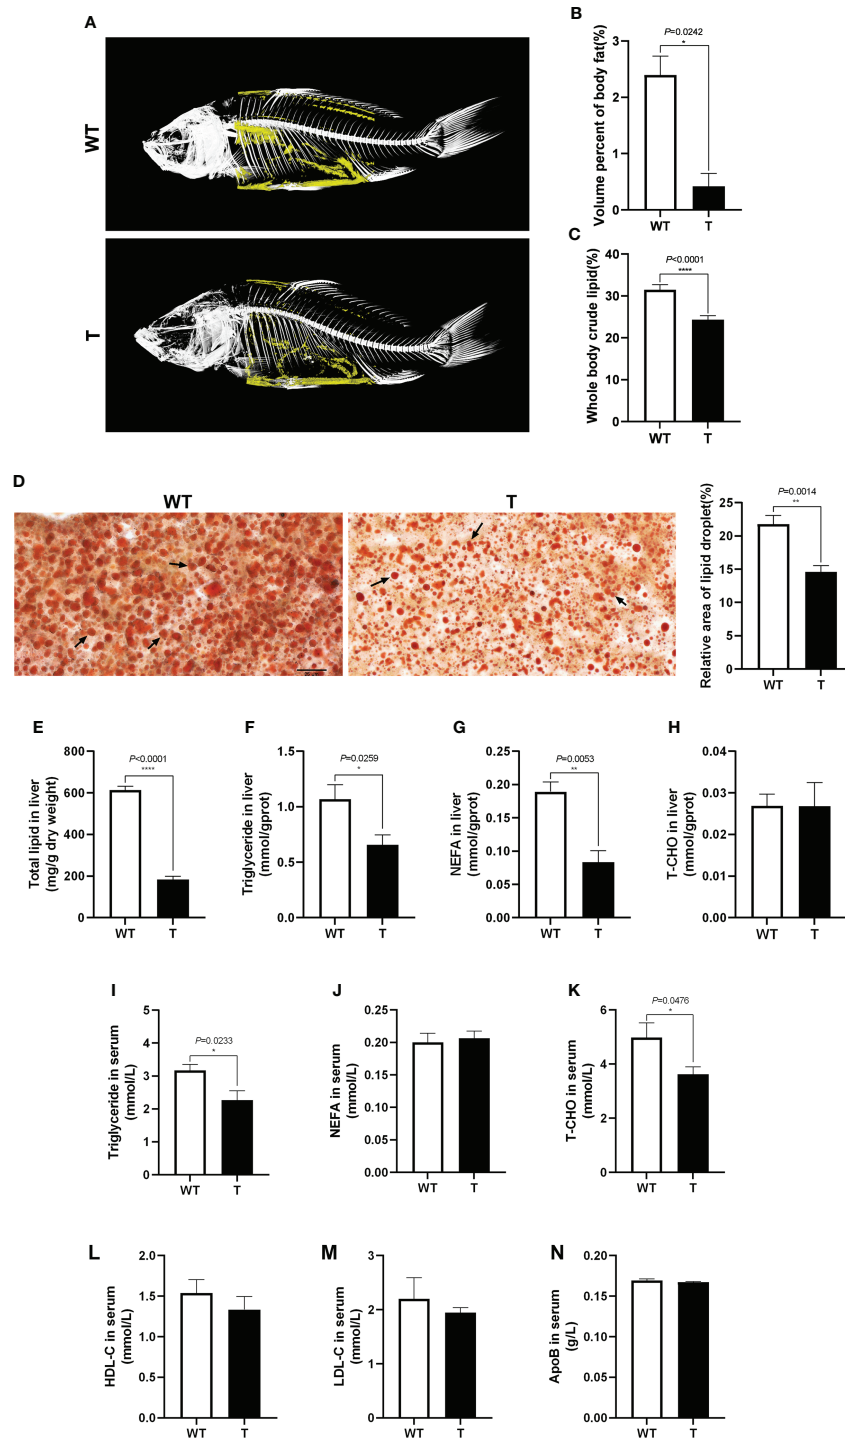 A
WT
T
B
P=0.0242
*
Volume percent of body fat(%)
3
2
1
0
WT
T
C
P<0.0001
****
Whole body crude lipid(%)
40
30
20
10
0
WT
T
D
WT
T
P=0.0014
**
Relative area of lipid droplet(%)
25
20
15
10
5
0
WT
T
E
P<0.0001
****
Total lipid in liver
(mg/g dry weight)
800
600
400
200
0
WT
T
F
P=0.0259
*
Triglyceride in liver
(mmol/gprot)
1.5
1.0
0.5
0.0
WT
T
G
P=0.0053
**
NEFA in liver
(mmol/gprot)
0.25
0.20
0.15
0.10
0.05
0.00
WT
T
H
T-CHO in liver
(mmol/gprot)
0.04
0.03
0.02
0.01
0.00
WT
T
I
P=0.0233
*
Triglyceride in serum
(mmol/L)
5
4
3
2
1
0
WT
T
J
NEFA in serum
(mmol/L)
0.25
0.20
0.15
0.10
0.05
0.00
WT
T
K
P=0.0476
*
T-CHO in serum
(mmol/L)
6
4
2
0
WT
T
L
HDL-C in serum
(mmol/L)
2.0
1.5
1.0
0.5
0.0
WT
T
M
LDL-C in serum
(mmol/L)
3
2
1
0
WT
T
N
ApoB in serum
(g/L)
0.20
0.15
0.10
0.05
0.00
WT
T